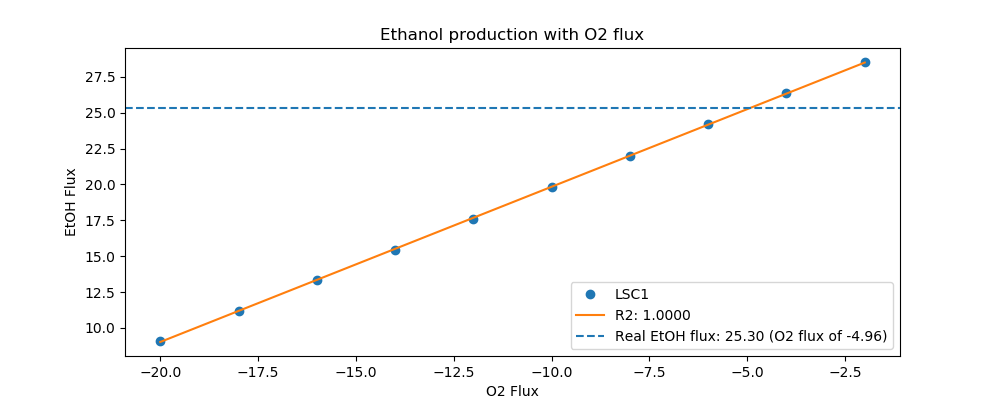 Ethanol production with O2 flux
EtOH Flux
27.5
25.0
22.5
20.0
17.5
15.0
12.5
10.0
LSC1
R2: 1.0000
Real EtOH flux: 25.30 (O2 flux of -4.96)
−20.0 −17.5 −15.0 −12.5 −10.0 −7.5 −5.0 −2.5
O2 Flux